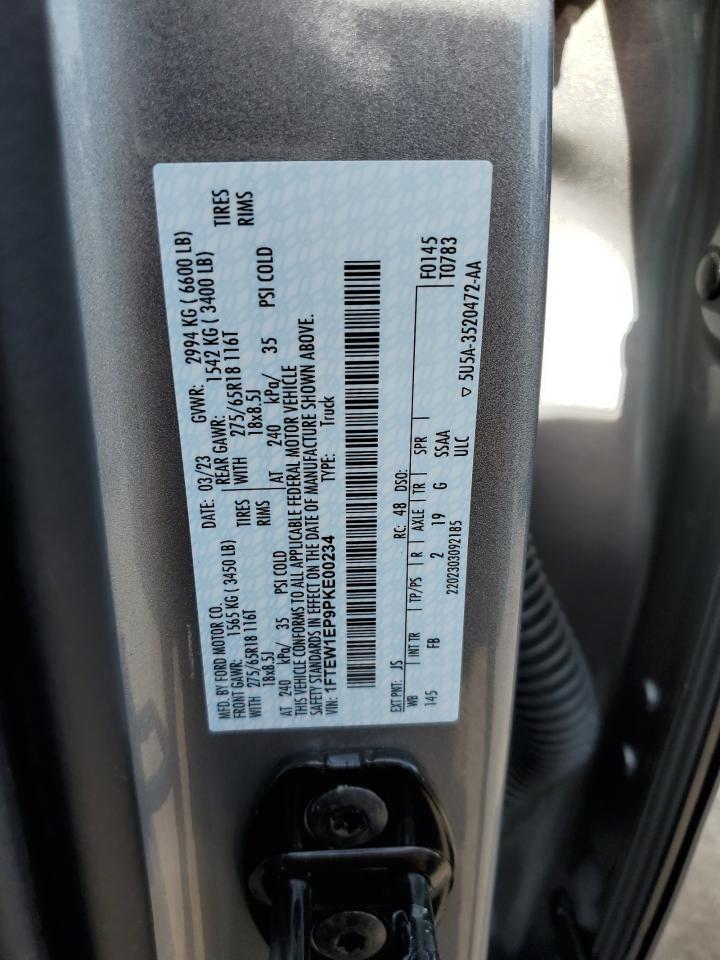 MFD. BY FORD MOTOR CO. DATE: 03/23 GVWR: 2994 KG ( 6600 LB)
FRONT GAWR: 1565 KG (3450 LB) REAR GAWR: 1542 KG ( 3400 LB)
WITH 275/65R18 116T TIRES WITH 275/65R18 116T TIRES
18x8.5J RIMS 18x8.5J RIMS
AT 240 kPa/ 35 PSI COLD AT 240 kPa/ 35 PSI COLD
THIS VEHICLE CONFORMS TO ALL APPLICABLE FEDERAL MOTOR VEHICLE
SAFETY STANDARDS IN EFFECT ON THE DATE OF MANUFACTURE SHOWN ABOVE.
VIN: 1FTEW1EP9PKE00234 TYPE: Truck
EXT PNT: JS RC: 48 DSO: F0145
WB INT TR TP/PS R AXLE TR SPR T0783
145 FB 2 19 G SSAA
2202303092185 ULC
▽ 5U5A-3520472-AA